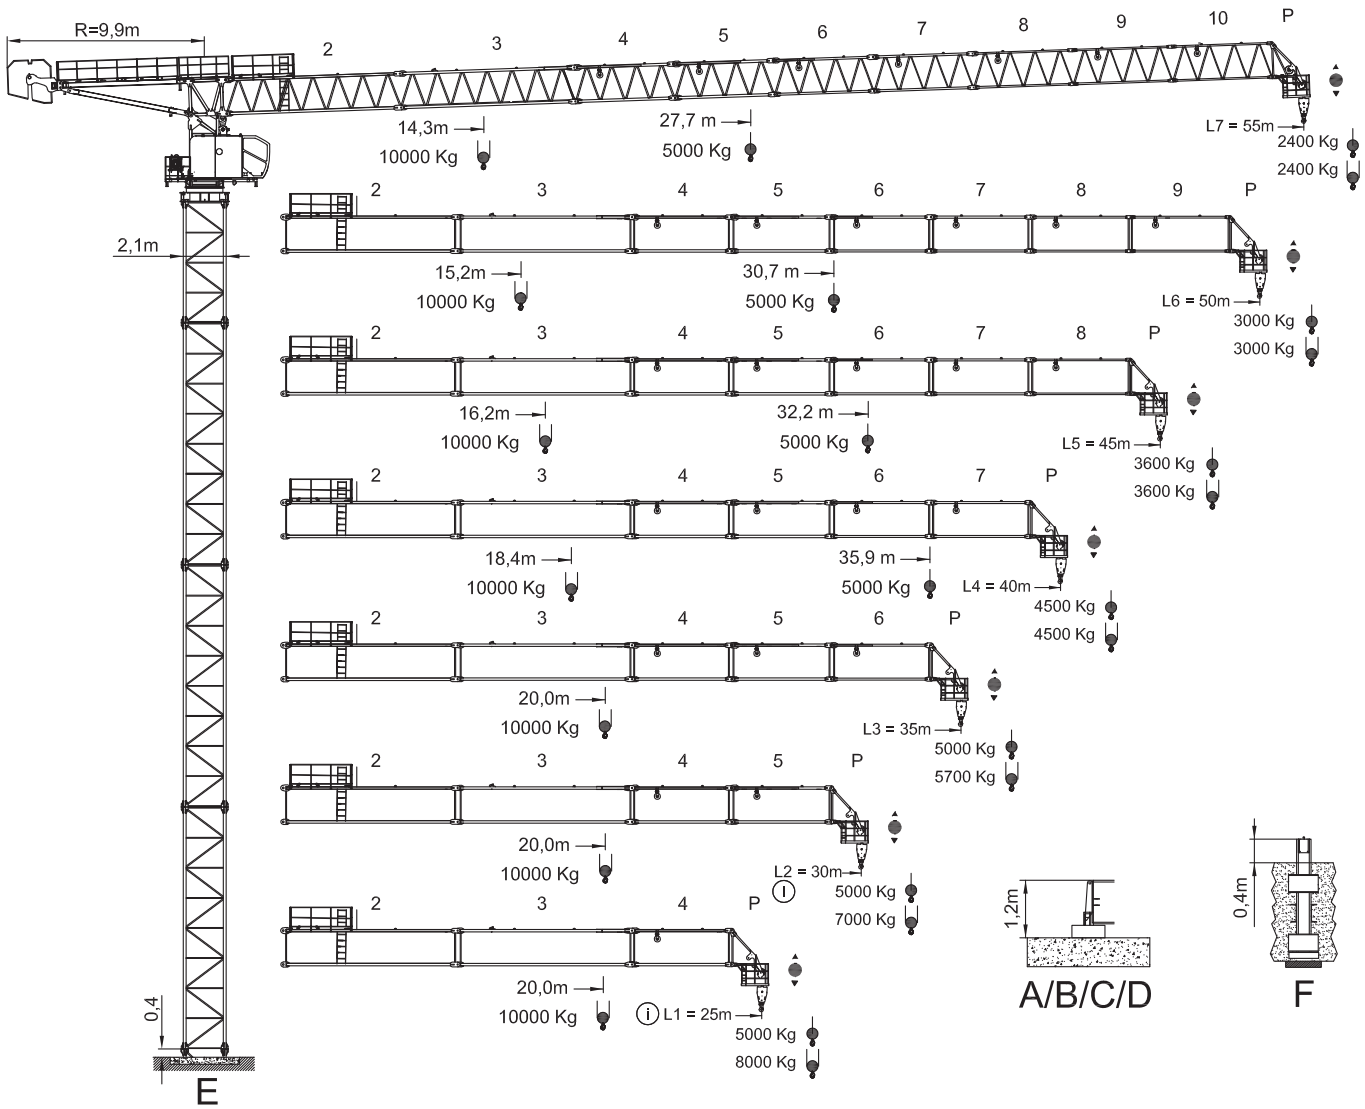 R=9,9m
2 3 4 5 6 7 8 9 10 P
14,3m
10000 Kg
27,7 m
5000 Kg
L7 = 55m
2400 Kg
2400 Kg
2,1m
2 3 4 5 6 7 8 9 P
15,2m
10000 Kg
30,7 m
5000 Kg
L6 = 50m
3000 Kg
3000 Kg
2 3 4 5 6 7 8 P
16,2m
10000 Kg
32,2 m
5000 Kg
L5 = 45m
3600 Kg
3600 Kg
2 3 4 5 6 7 P
18,4m
10000 Kg
35,9 m
5000 Kg
L4 = 40m
4500 Kg
4500 Kg
2 3 4 5 6 P
20,0m
10000 Kg
L3 = 35m
5000 Kg
5700 Kg
2 3 4 5 P
20,0m
10000 Kg
L2 = 30m
i
5000 Kg
7000 Kg
2 3 4 P
20,0m
10000 Kg
i L1 = 25m
5000 Kg
8000 Kg
0,4
E
1,2m
A/B/C/D
0,4m
F